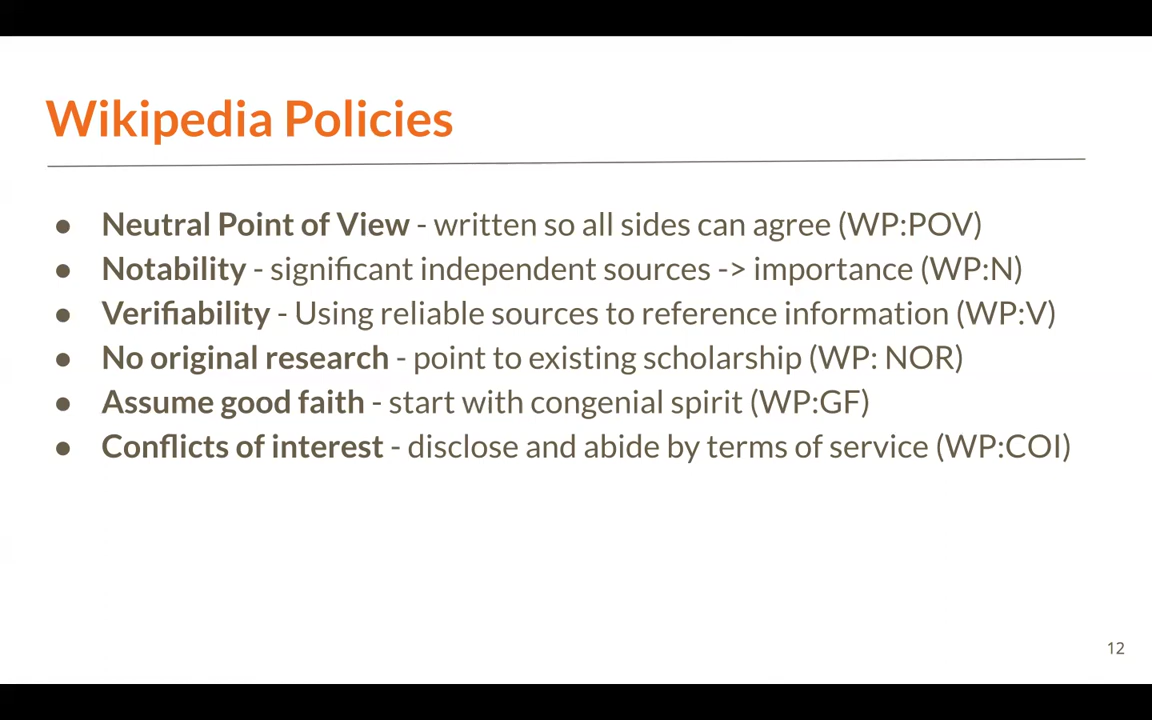 Wikipedia Policies
● Neutral Point of View - written so all sides can agree (WP:POV)
● Notability - significant independent sources -> importance (WP:N)
● Verifiability - Using reliable sources to reference information (WP:V)
● No original research - point to existing scholarship (WP: NOR)
● Assume good faith - start with congenial spirit (WP:GF)
● Conflicts of interest - disclose and abide by terms of service (WP:COI)
12